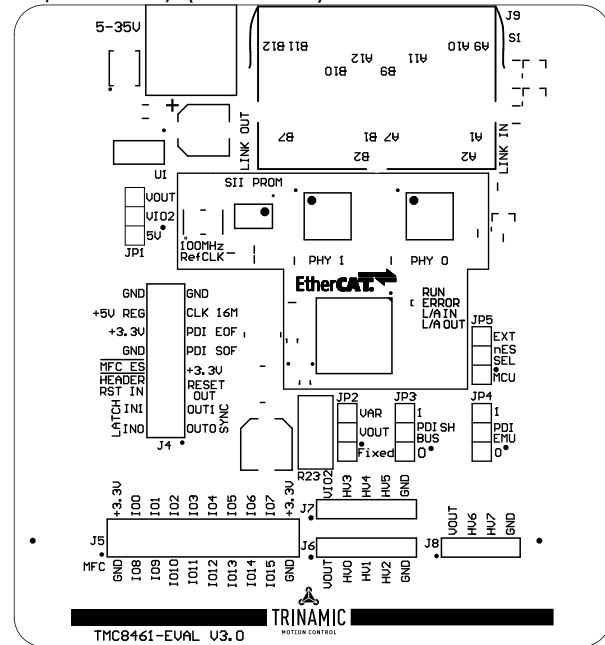 5-35V
J9
S1
B12 B11
A12
A11
A10 A9
B10
B9
B7
B1 A7
A1
B2
A2
LINK OUT
LINK IN
+
U1
SII PROM
VOUT
VIO2
5V
JP1
100MHz
RefCLK
PHY 1
PHY 0
EtherCAT.
RUN
ERROR
L/A IN
L/A OUT
GND GND
+5V REG CLK 16M
+3.3V PDI EOF
GND PDI SOF
MFC ES +3.3V
HEADER RESET
RST IN OUT
LATCH IN1 OUT1 SYNC
IN0 OUT0
J4
JP5
EXT
nES
SEL
MCU
JP2
VAR
VOUT
Fixed
JP3
1
PDI SH
BUS
0
JP4
1
PDI
EMU
0
R23
VIO2 HV3 HV4 HV5 GND
J7
+3.3V IO0 IO1 IO2 IO3 IO4 IO5 IO6 IO7 +3.3V
J5
MFC
GND IO8 IO9 IO10 IO11 IO12 IO13 IO14 IO15 GND
J6
VOUT HV0 HV1 HV2 GND
VOUT HV6 HV7 GND
J8
TRINAMIC
MOTION CONTROL
TMC8461-EVAL V3.0